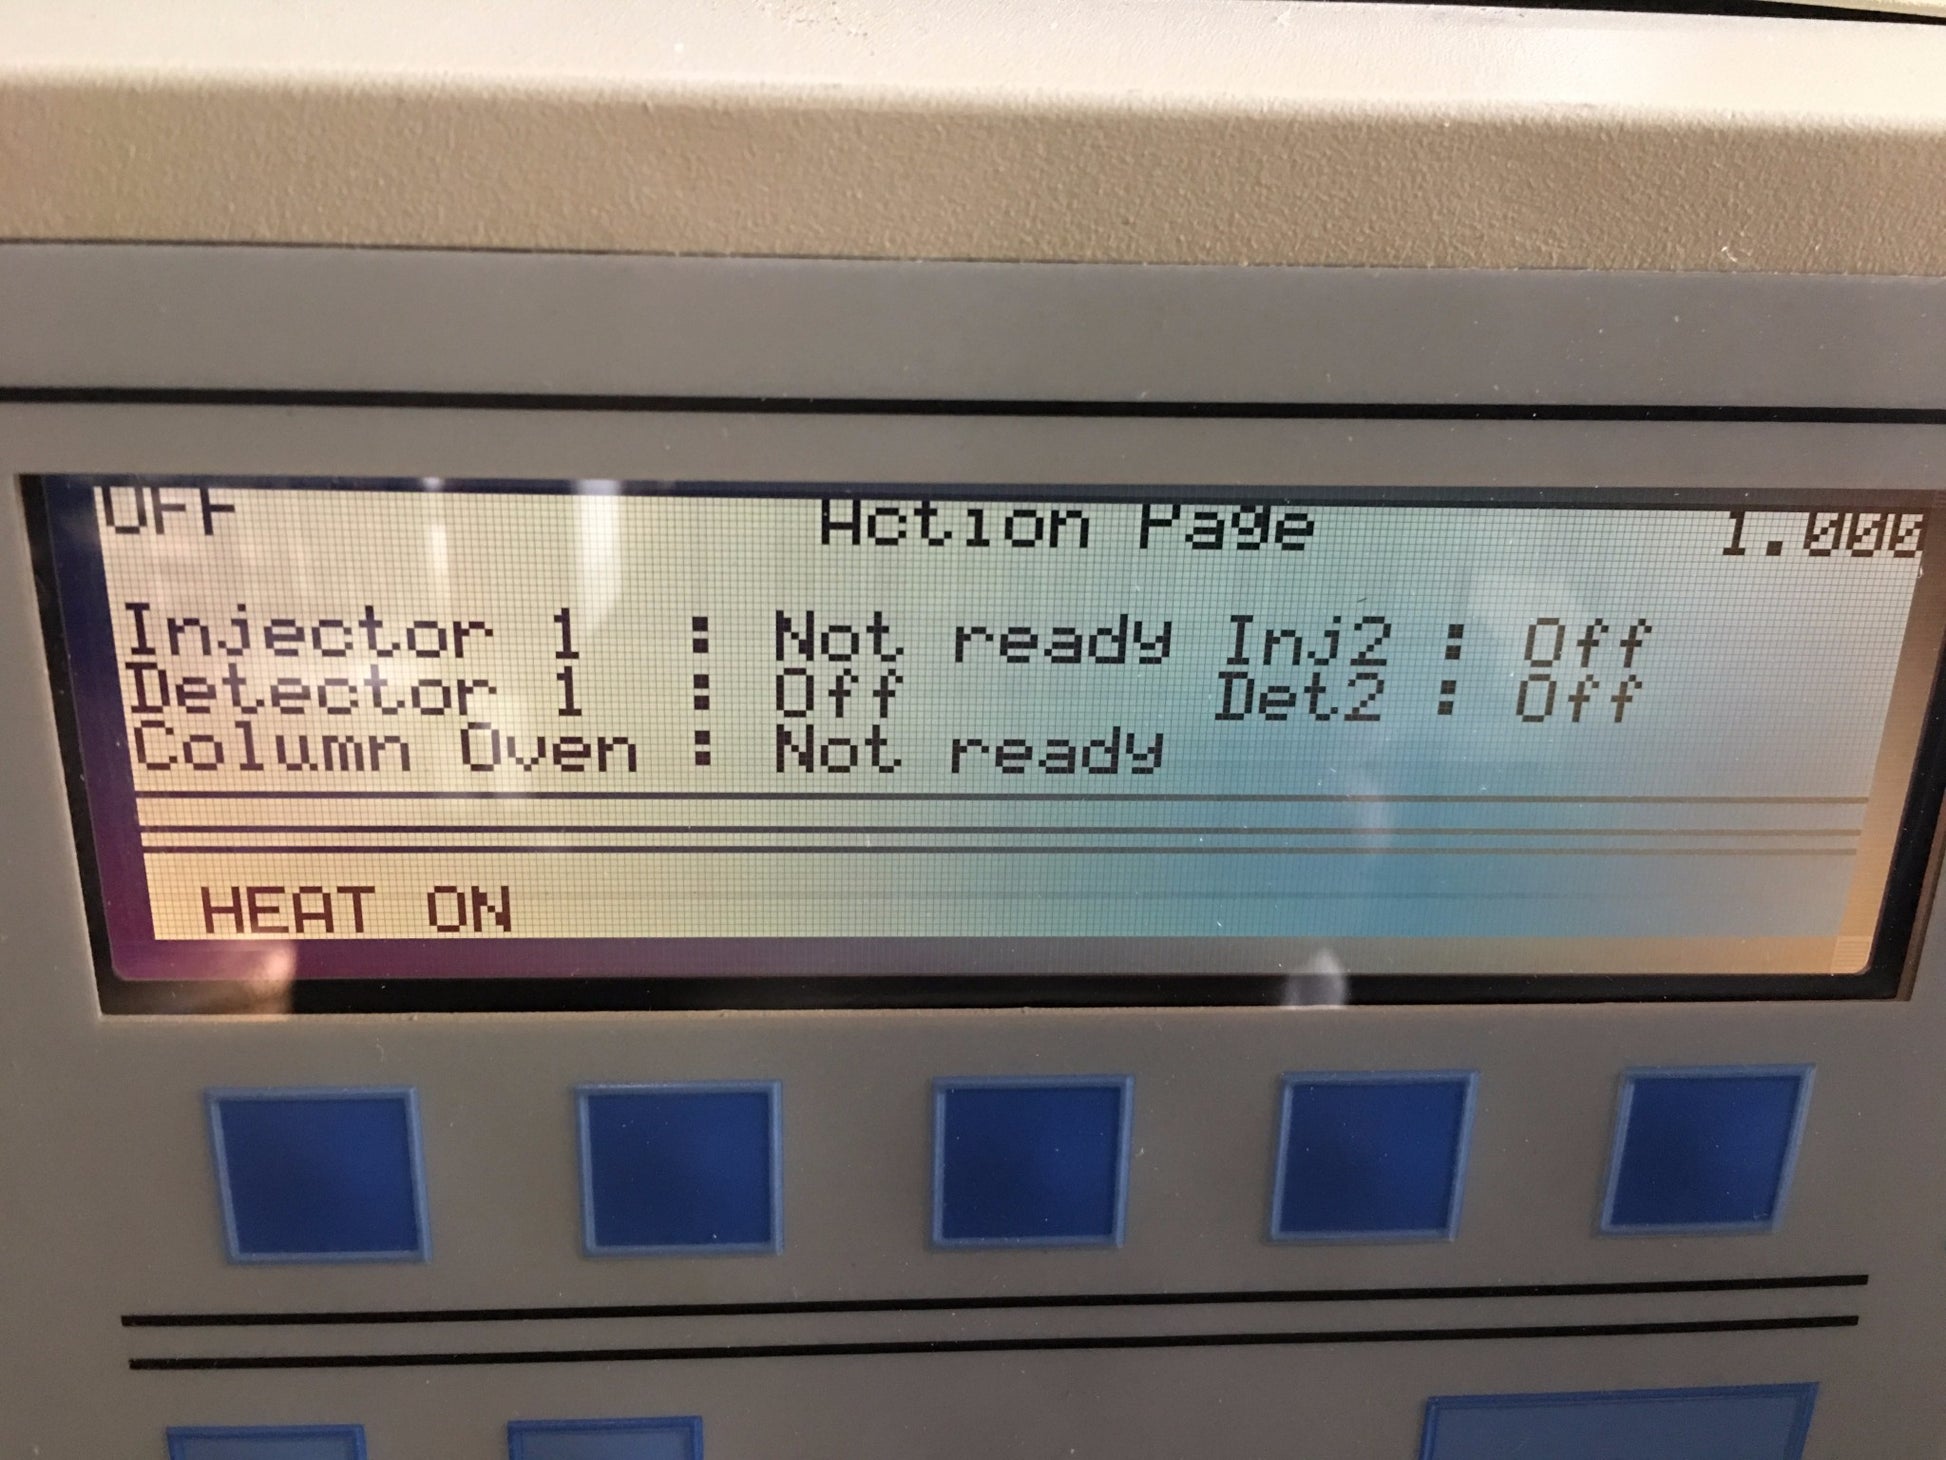 OFF Action Page 1.000
Injector 1 : Not ready Inj2 : Off
Detector 1 : Off Det2 : Off
Column Oven : Not ready
HEAT ON